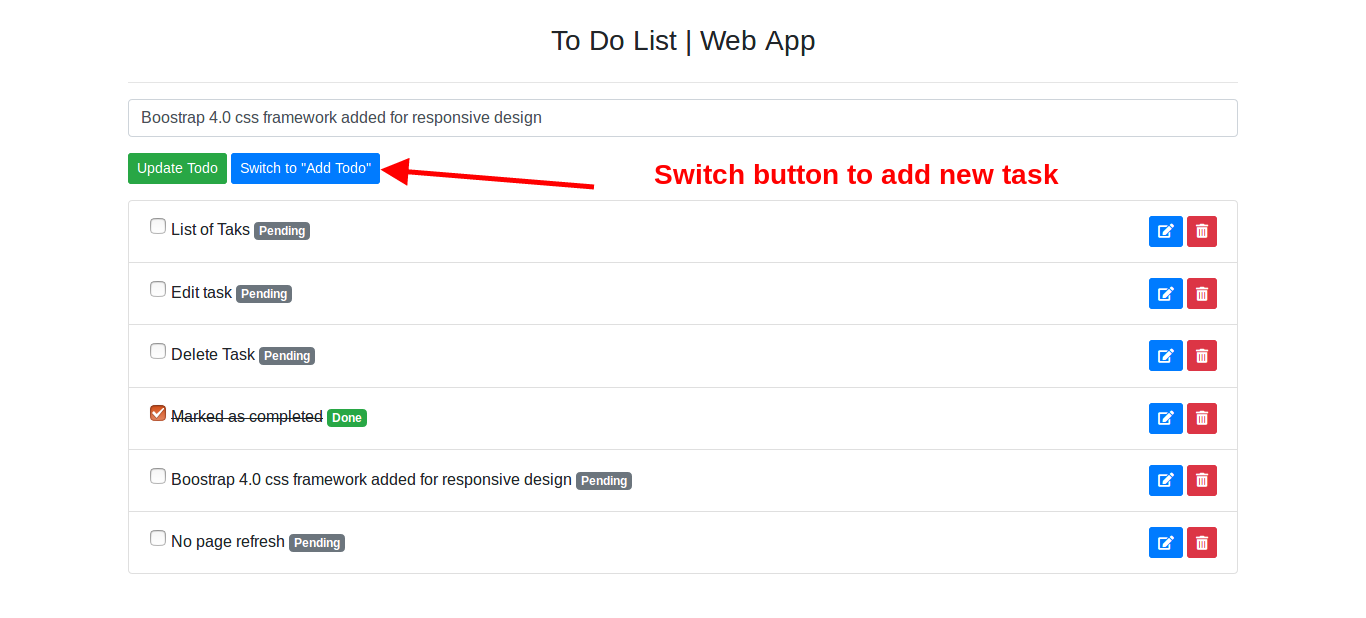 To Do List | Web App
Boostrap 4.0 css framework added for responsive design
Update Todo Switch to "Add Todo" Switch button to add new task
List of Taks Pending
Edit task Pending
Delete Task Pending
Marked as completed Done
Boostrap 4.0 css framework added for responsive design Pending
No page refresh Pending